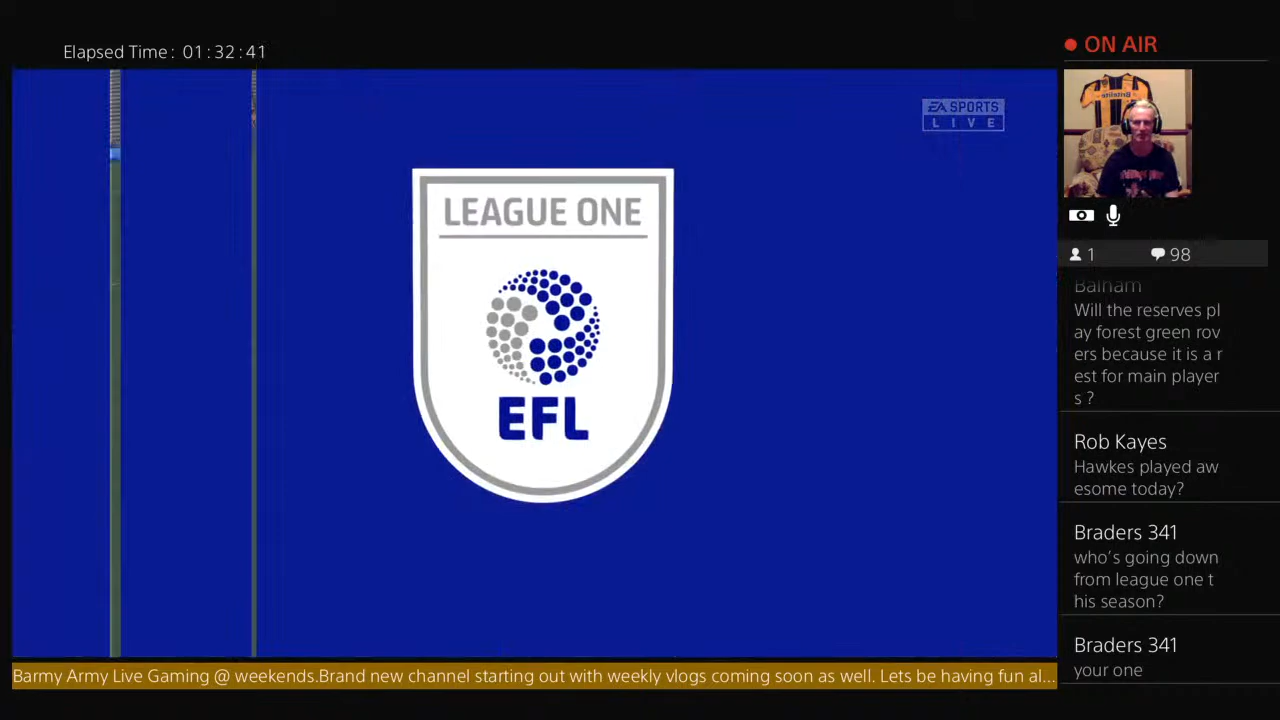 Elapsed Time: 01:32:41
ON AIR
EA SPORTS
LIVE
LEAGUE ONE
EFL
1 98
Balham
Will the reserves pl
ay forest green rov
ers because it is a r
est for main player
s ?
Rob Kayes
Hawkes played aw
esome today?
Braders 341
who's going down
from league one t
his season?
Braders 341
your one
Barmy Army Live Gaming @ weekends.Brand new channel starting out with weekly vlogs coming soon as well. Lets be having fun al...